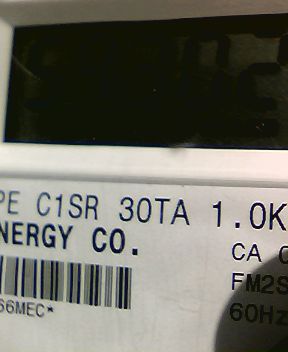 PE C1SR 30TA 1.0K
NERGY CO.
CA
FM2S
60Hz
66MEC*